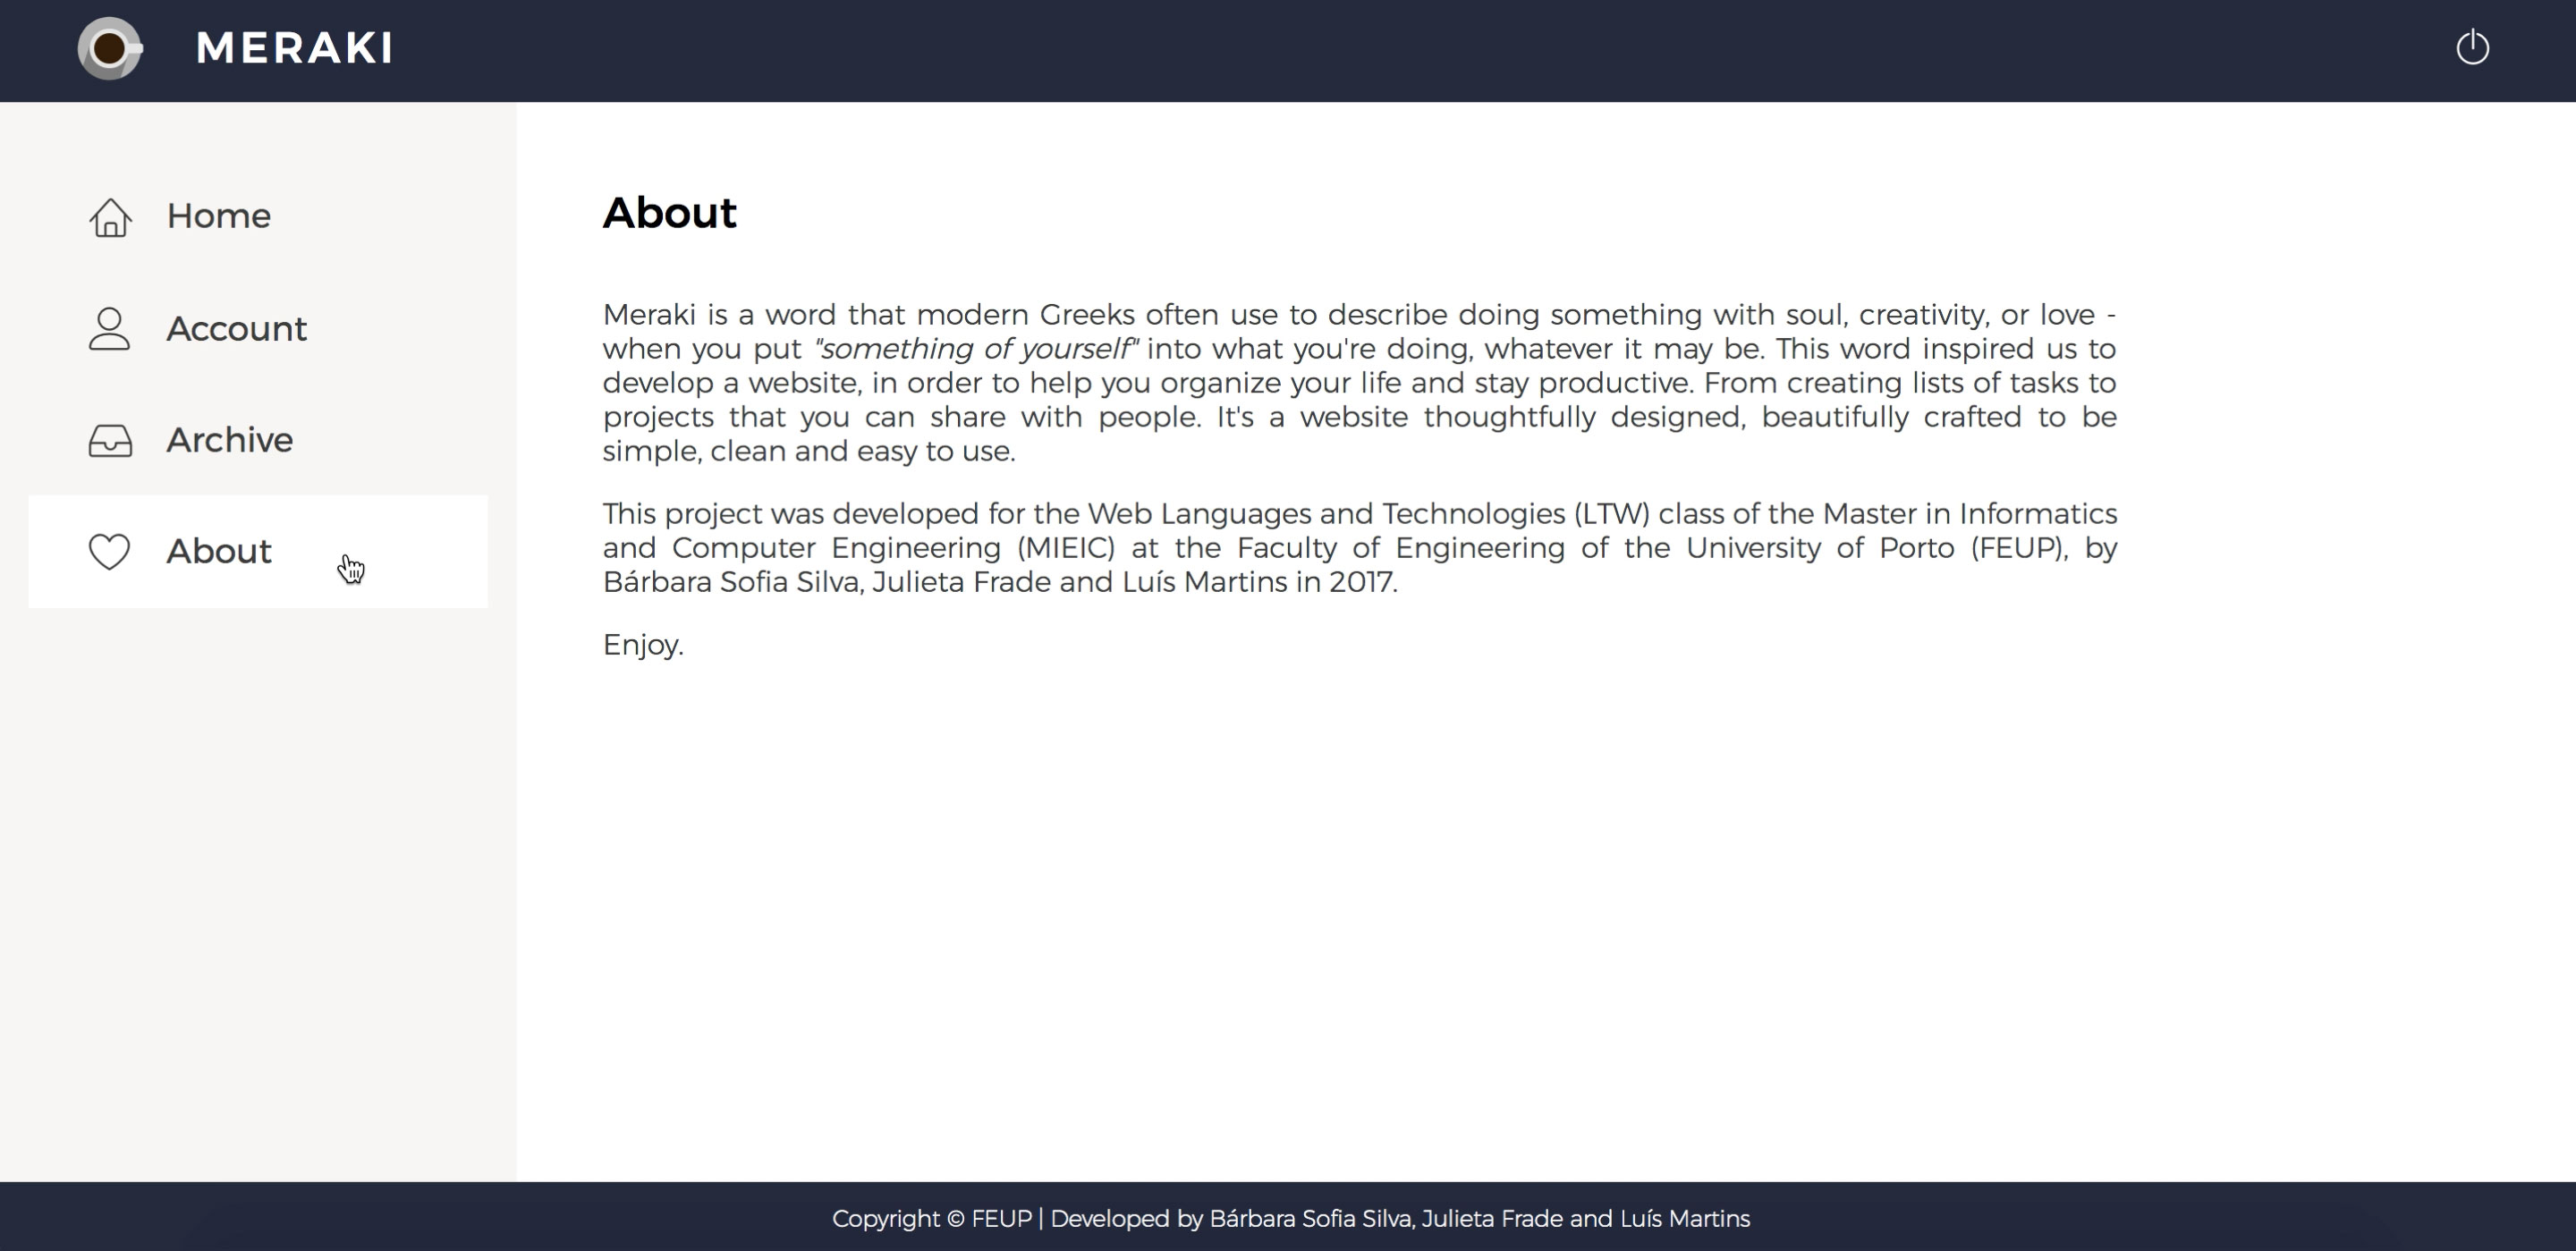 MERAKI
Home
Account
Archive
About
About
Meraki is a word that modern Greeks often use to describe doing something with soul, creativity, or love -
when you put "something of yourself" into what you're doing, whatever it may be. This word inspired us to
develop a website, in order to help you organize your life and stay productive. From creating lists of tasks to
projects that you can share with people. It's a website thoughtfully designed, beautifully crafted to be
simple, clean and easy to use.
This project was developed for the Web Languages and Technologies (LTW) class of the Master in Informatics
and Computer Engineering (MIEIC) at the Faculty of Engineering of the University of Porto (FEUP), by
Bárbara Sofia Silva, Julieta Frade and Luís Martins in 2017.
Enjoy.
Copyright © FEUP | Developed by Bárbara Sofia Silva, Julieta Frade and Luís Martins